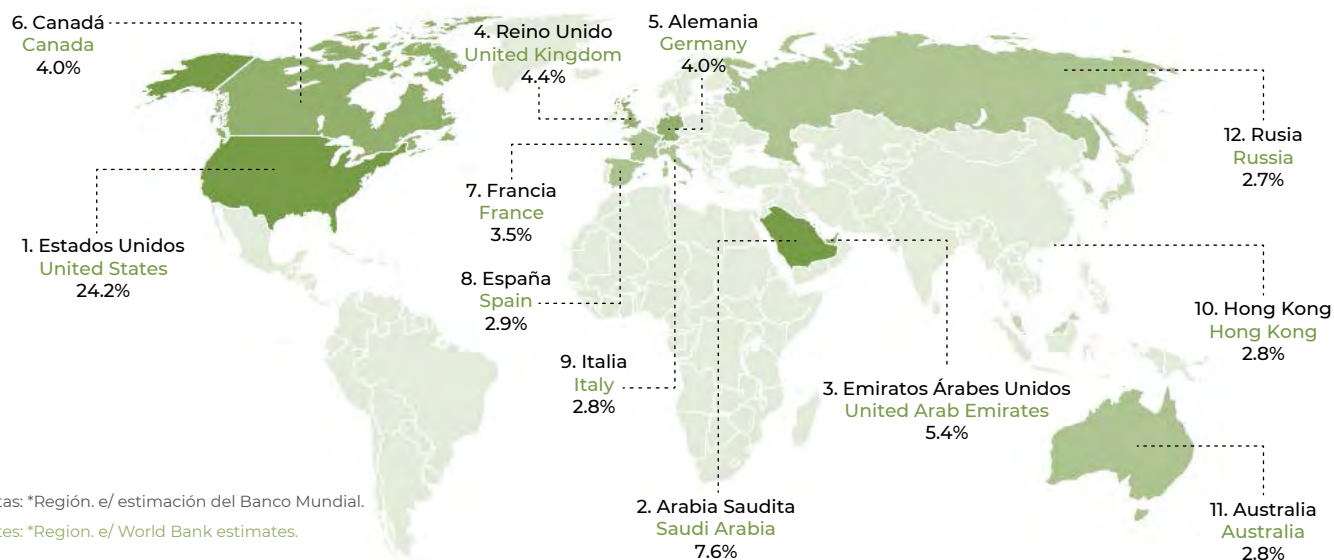 6. Canadá
Canada
4.0%
4. Reino Unido
United Kingdom
4.4%
5. Alemania
Germany
4.0%
12. Rusia
Russia
2.7%
1. Estados Unidos
United States
24.2%
7. Francia
France
3.5%
8. España
Spain
2.9%
9. Italia
Italy
2.8%
10. Hong Kong
Hong Kong
2.8%
3. Emiratos Árabes Unidos
United Arab Emirates
5.4%
2. Arabia Saudita
Saudi Arabia
7.6%
11. Australia
Australia
2.8%
tas: *Región. e/ estimación del Banco Mundial.
tes: *Region. e/ World Bank estimates.